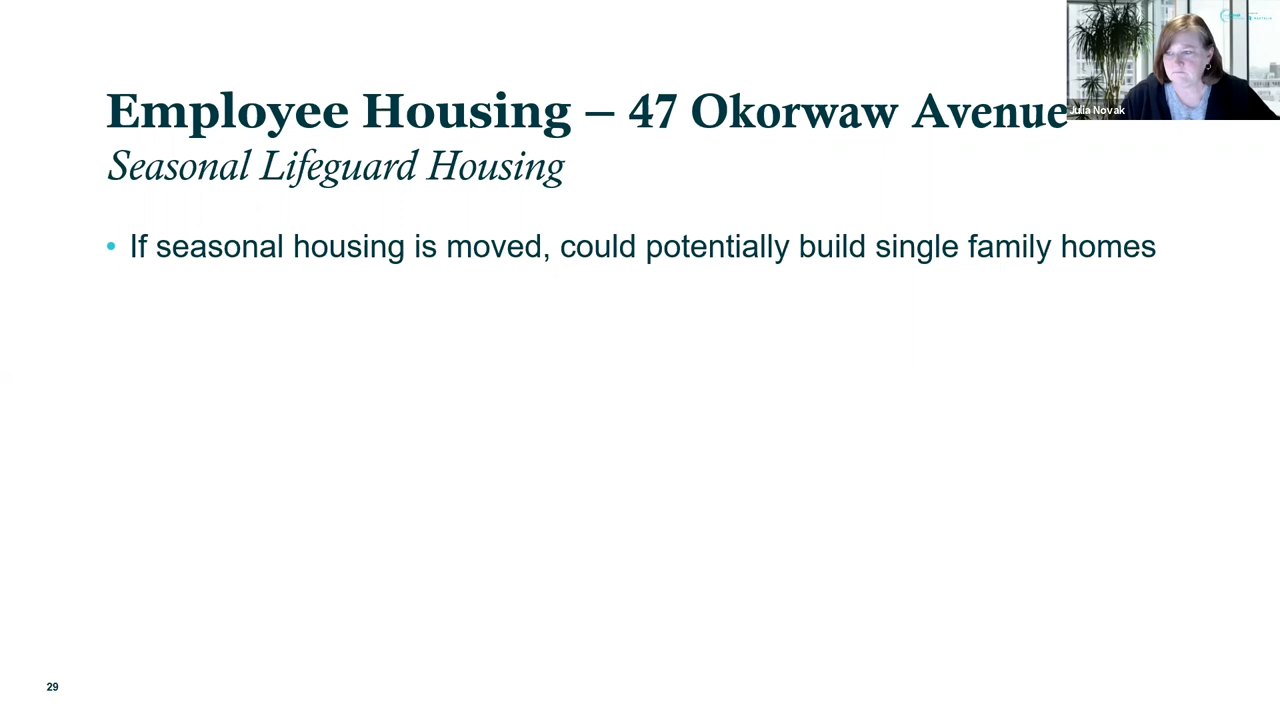 Employee Housing – 47 Okorwaw Avenue
Julia Novak
Seasonal Lifeguard Housing
• If seasonal housing is moved, could potentially build single family homes
29